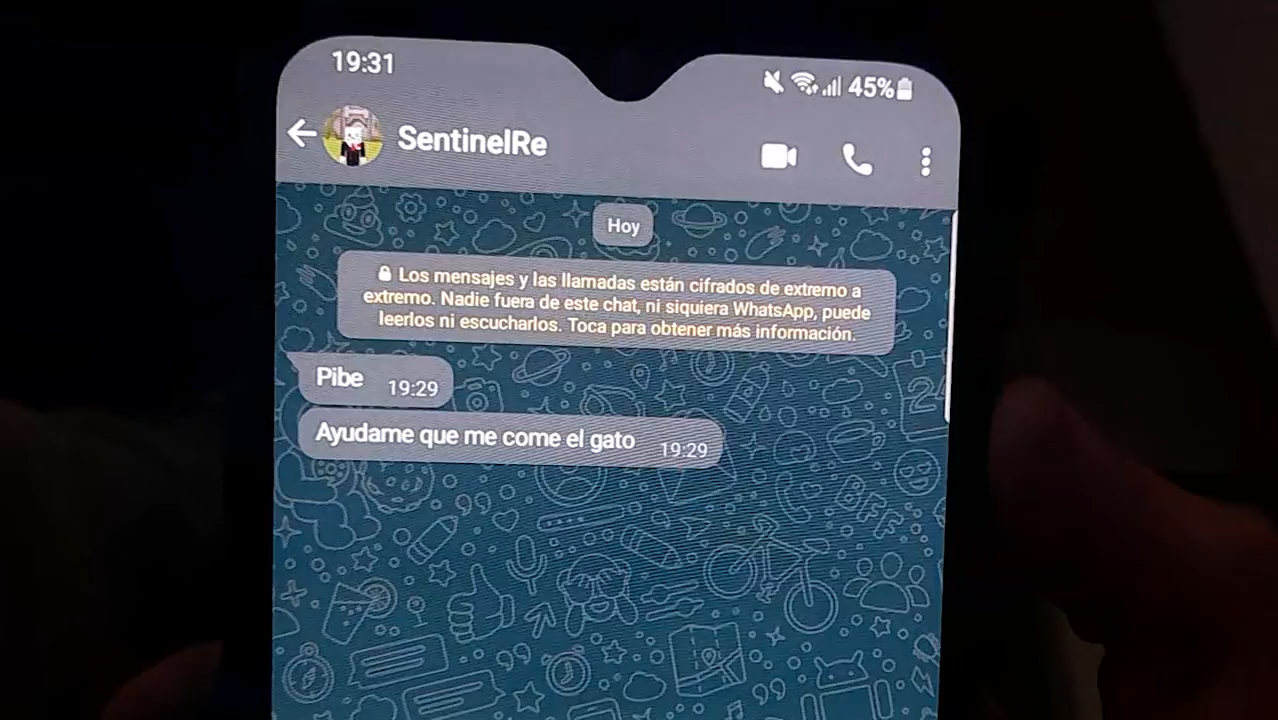 19:31
45%
SentinelRe
Hoy
Los mensajes y las llamadas están cifrados de extremo a
extremo. Nadie fuera de este chat, ni siquiera WhatsApp, puede
leerlos ni escucharlos. Toca para obtener más información.
Pibe 19:29
Ayudame que me come el gato 19:29
24
BFF